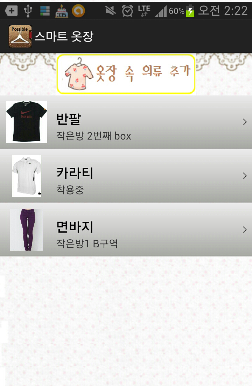 LTE 60% 오전 2:22
Possible
스마트 옷장
옷장 속 의류 추가
반팔
작은방 2번째 box
카라티
착용중
면바지
작은방1 B구역